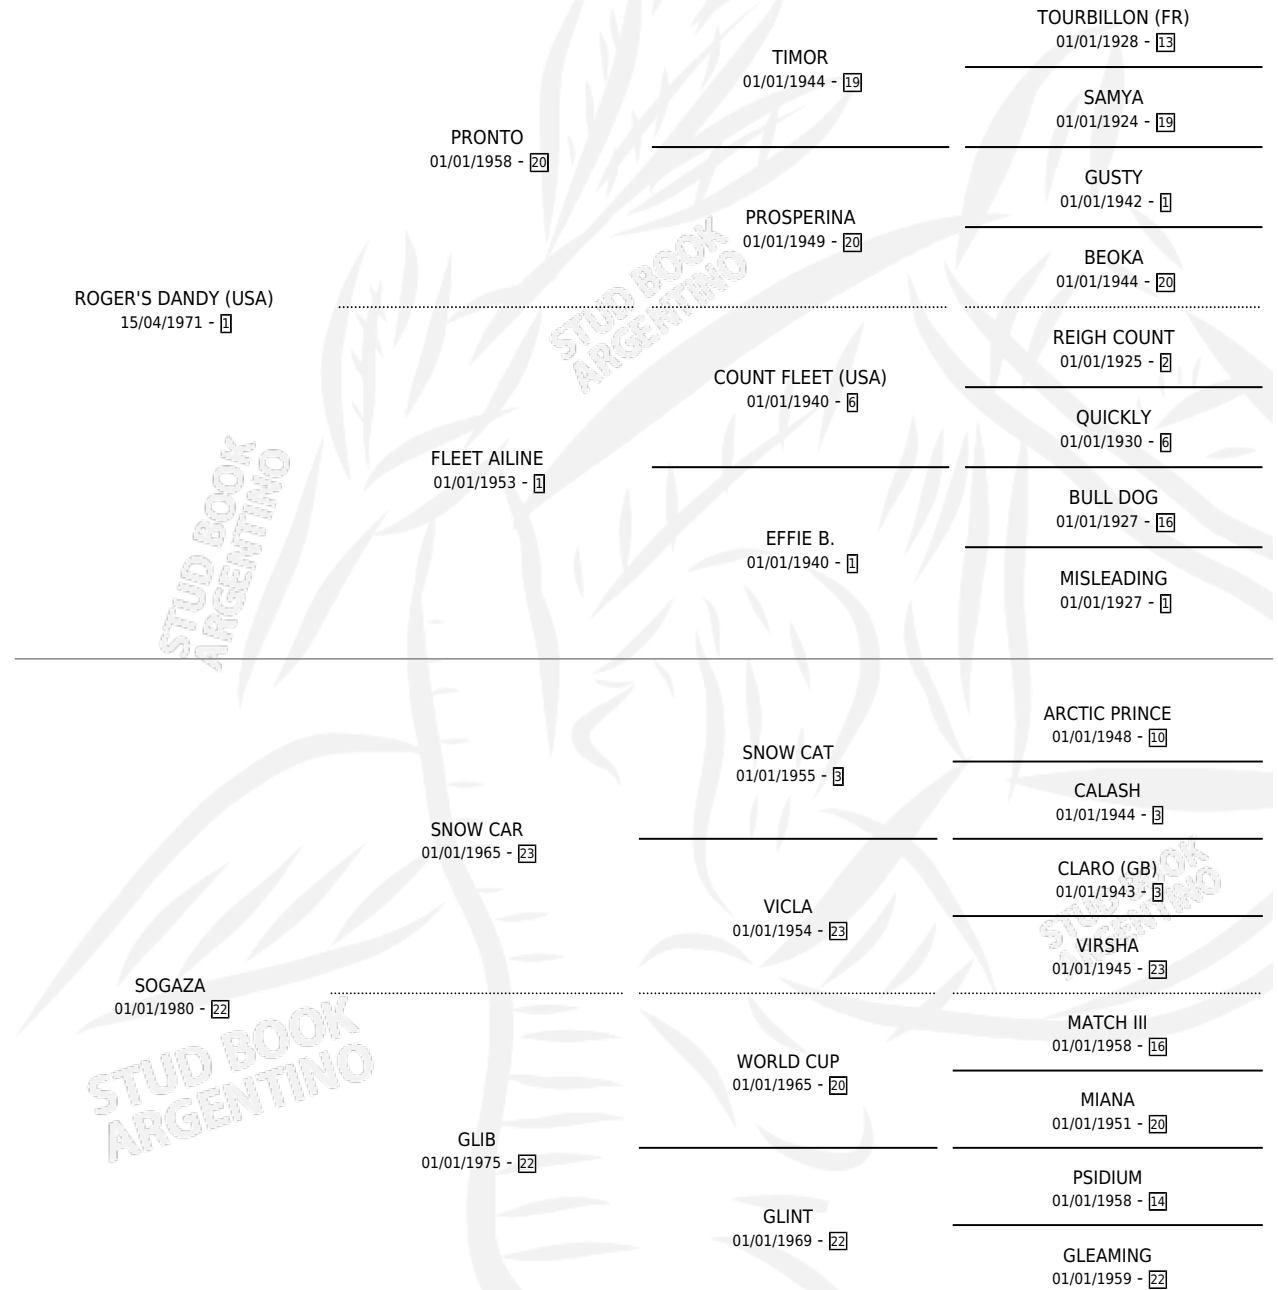 TOURBILLON (FR)
01/01/1928 - 13
TIMOR
01/01/1944 - 19
SAMYA
01/01/1924 - 19
PRONTO
01/01/1958 - 20
GUSTY
01/01/1942 - 1
PROSPERINA
01/01/1949 - 20
BEOKA
01/01/1944 - 20
ROGER'S DANDY (USA)
15/04/1971 - 1
REIGH COUNT
01/01/1925 - 2
COUNT FLEET (USA)
01/01/1940 - 6
QUICKLY
01/01/1930 - 6
FLEET AILINE
01/01/1953 - 1
BULL DOG
01/01/1927 - 16
EFFIE B.
01/01/1940 - 1
MISLEADING
01/01/1927 - 1
STUD BOOK
ARGENTINO
STUD BOOK
ARGENTINO
ARCTIC PRINCE
01/01/1948 - 10
SNOW CAT
01/01/1955 - 3
CALASH
01/01/1944 - 3
SNOW CAR
01/01/1965 - 23
CLARO (GB)
01/01/1943 - 3
VICLA
01/01/1954 - 23
VIRSHA
01/01/1945 - 23
SOGAZA
01/01/1980 - 22
MATCH III
01/01/1958 - 16
WORLD CUP
01/01/1965 - 20
MIANA
01/01/1951 - 20
GLIB
01/01/1975 - 22
PSIDIUM
01/01/1958 - 14
GLINT
01/01/1969 - 22
GLEAMING
01/01/1959 - 22
STUD BOOK
ARGENTINO
STUD BOOK
ARGENTINO